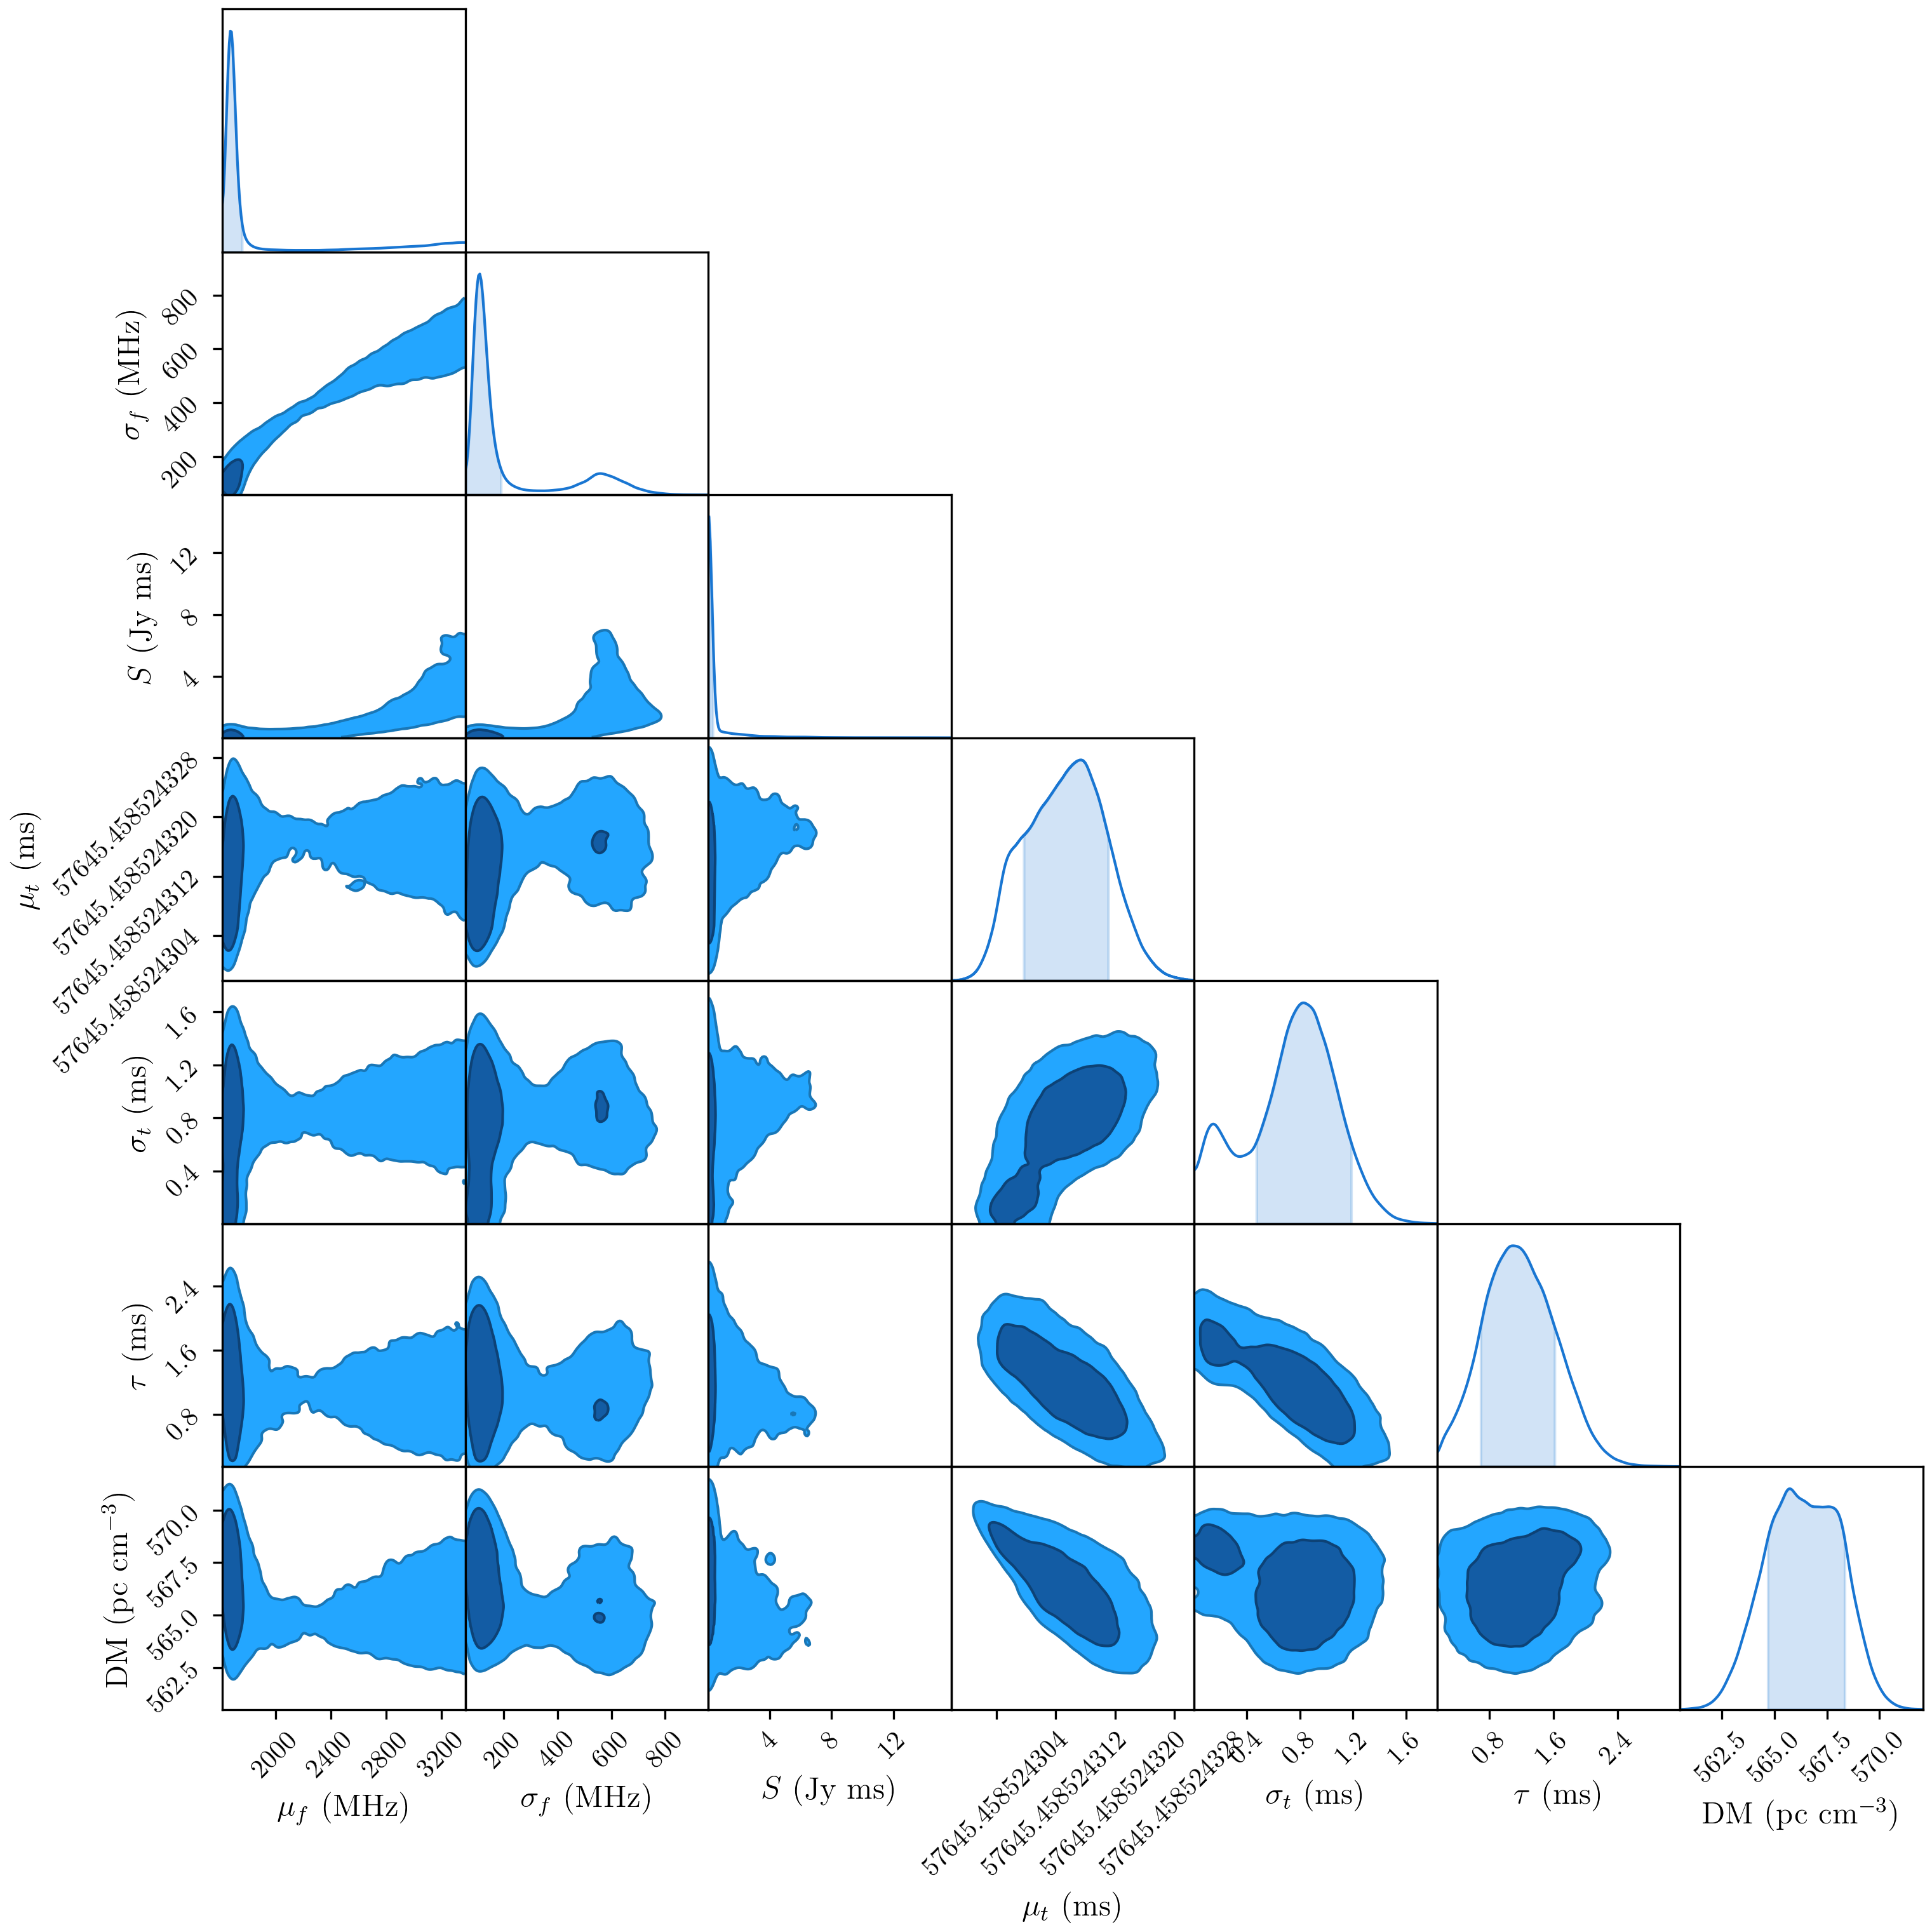 σ_f (MHz)
800
600
400
200
S (Jy ms)
12
8
4
μ_t (ms)
57645.458524328
57645.458524320
57645.458524312
57645.458524304
σ_t (ms)
1.6
1.2
0.8
0.4
τ (ms)
2.4
1.6
0.8
DM (pc cm⁻³)
570.0
567.5
565.0
562.5
2000 2400 2800 3200
μ_f (MHz)
200 400 600 800
σ_f (MHz)
4 8 12
S (Jy ms)
57645.458524304 57645.458524312 57645.458524320 57645.458524328
μ_t (ms)
0.4 0.8 1.2 1.6
σ_t (ms)
0.8 1.6 2.4
τ (ms)
562.5 565.0 567.5 570.0
DM (pc cm⁻³)